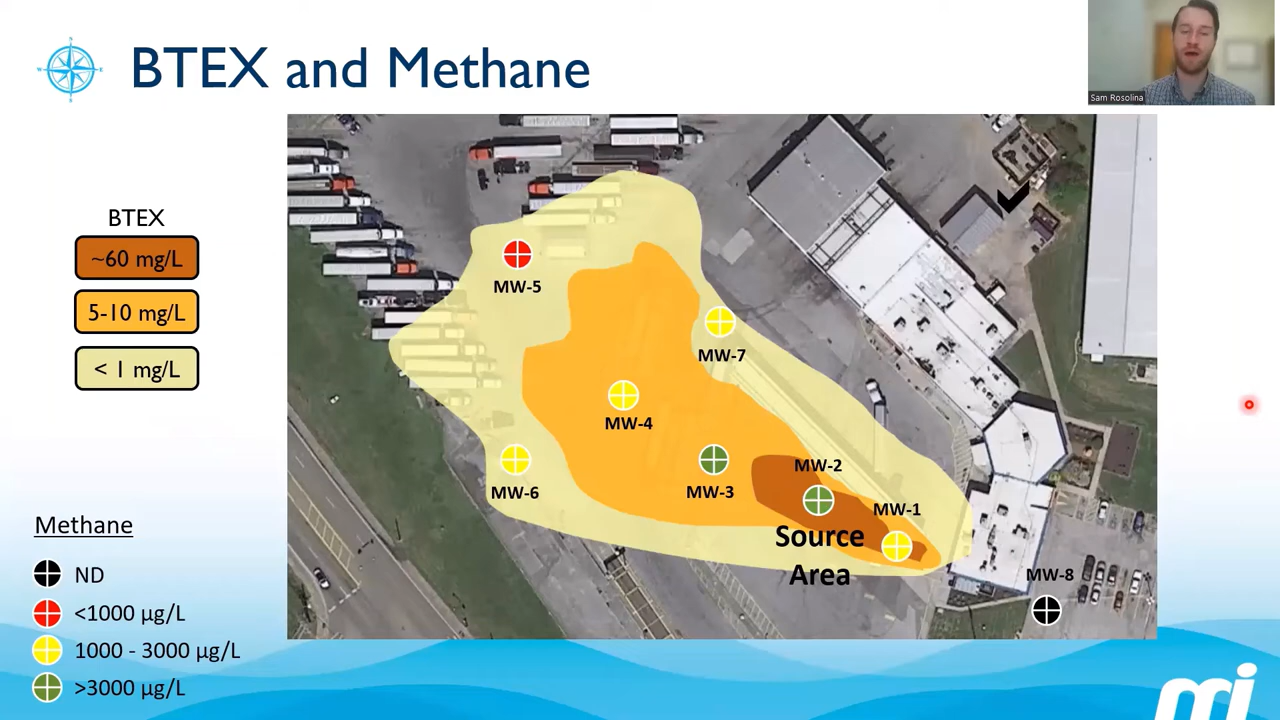 BTEX and Methane
Sam Rosolina
BTEX
~60 mg/L
5-10 mg/L
< 1 mg/L
MW-5
MW-7
MW-4
MW-2
MW-6
MW-3
MW-1
Source
Area
MW-8
Methane
ND
<1000 µg/L
1000 - 3000 µg/L
>3000 µg/L
mi